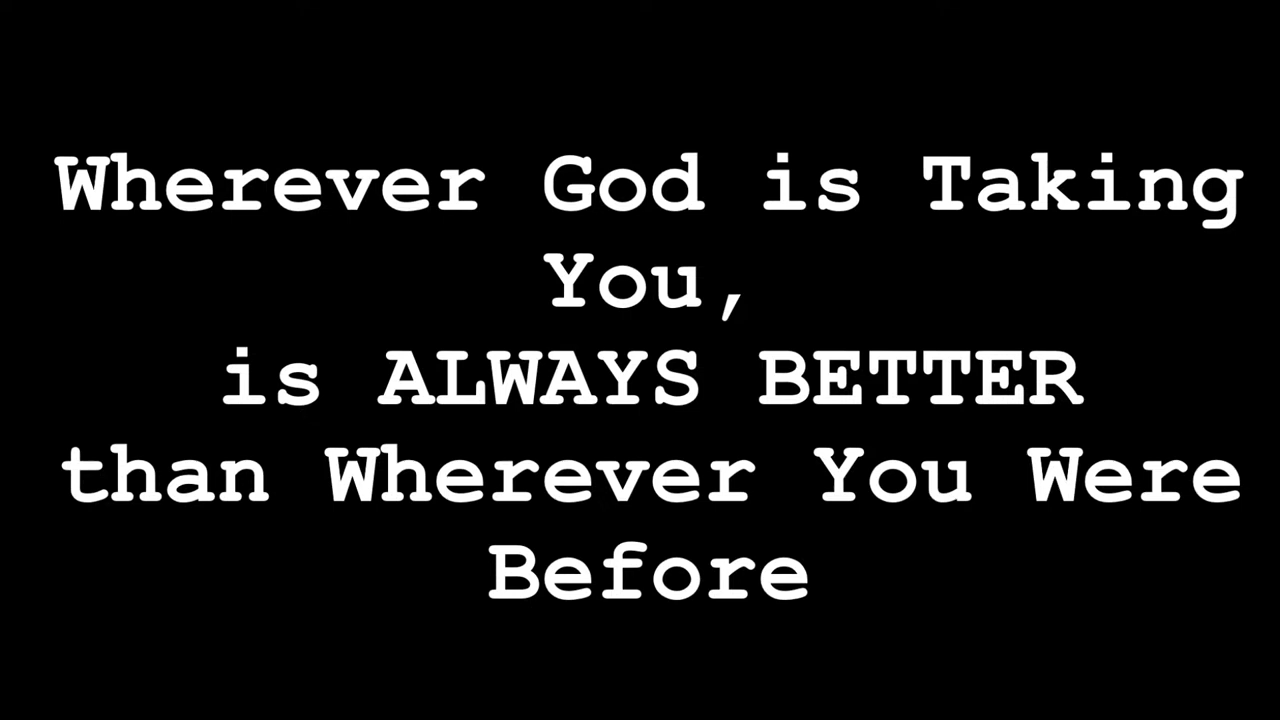 Wherever God is Taking
You,
is ALWAYS BETTER
than Wherever You Were
Before